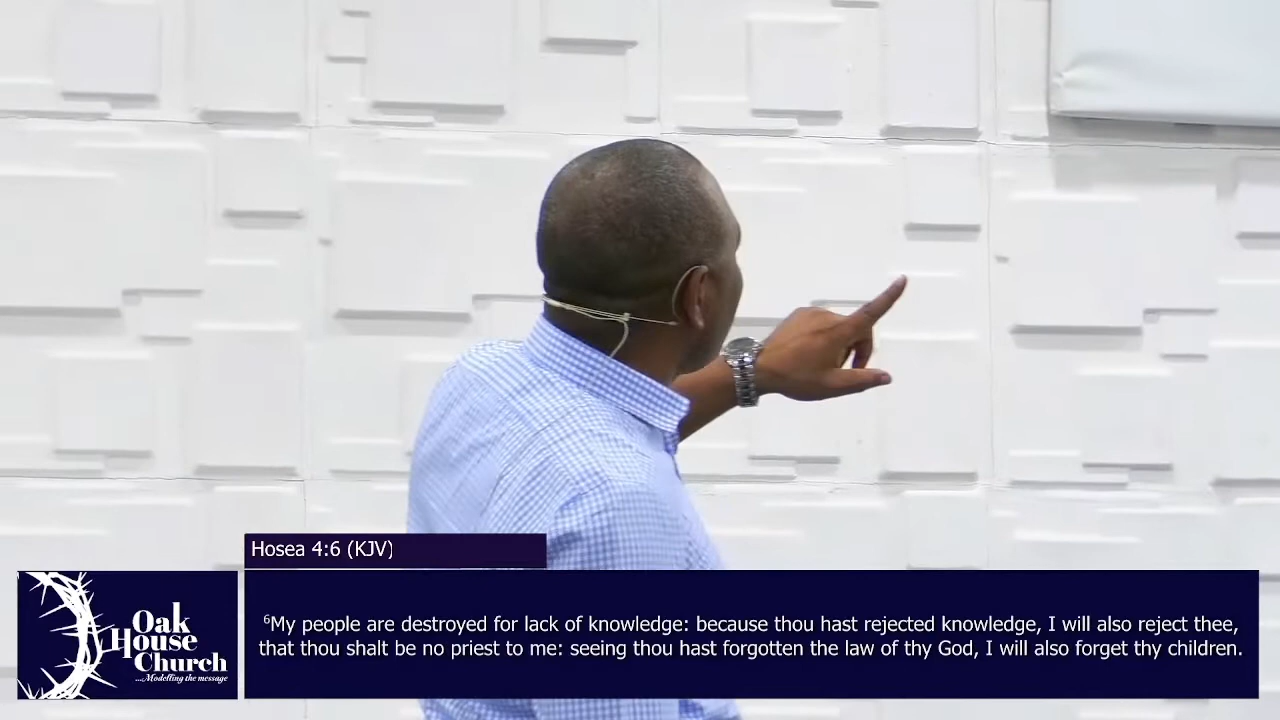 Hosea 4:6 (KJV)
⁶My people are destroyed for lack of knowledge: because thou hast rejected knowledge, I will also reject thee,
that thou shalt be no priest to me: seeing thou hast forgotten the law of thy God, I will also forget thy children.
Oak
House
Church
...Modelling the message